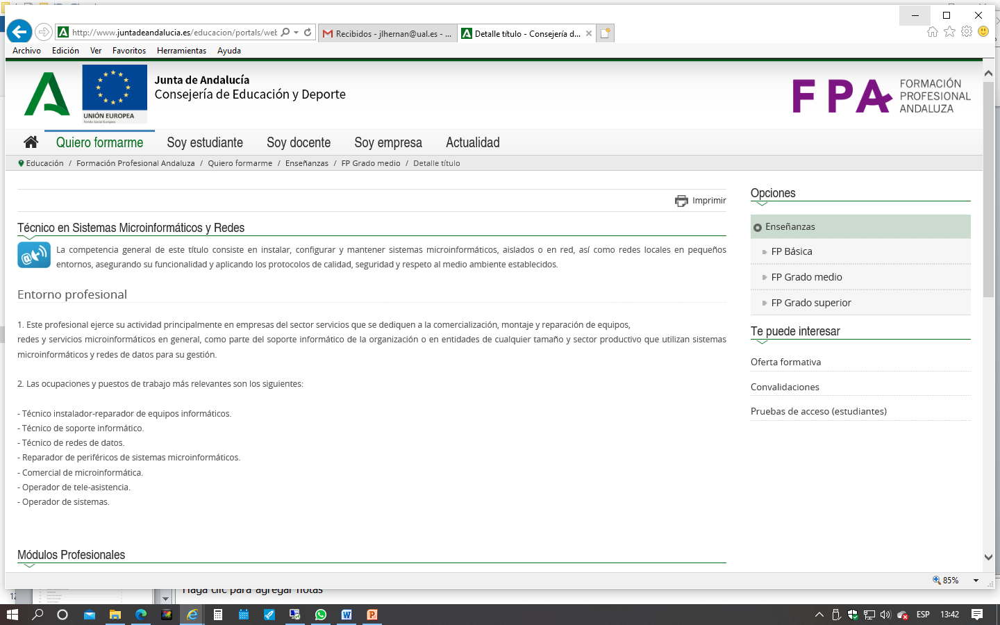 http://www.juntadeandalucia.es/educacion/portals/web
Recibidos - jlhernan@ual.es - ...
Detalle título - Consejería d...
Archivo Edición Ver Favoritos Herramientas Ayuda
UNIÓN EUROPEA
Fondo Social Europeo
Junta de Andalucía
Consejería de Educación y Deporte
FPA
FORMACIÓN
PROFESIONAL
ANDALUZA
Quiero formarme Soy estudiante Soy docente Soy empresa Actualidad
Educación / Formación Profesional Andaluza / Quiero formarme / Enseñanzas / FP Grado medio / Detalle título
Imprimir
Técnico en Sistemas Microinformáticos y Redes
La competencia general de este título consiste en instalar, configurar y mantener sistemas microinformáticos, aislados o en red, así como redes locales en pequeños
entornos, asegurando su funcionalidad y aplicando los protocolos de calidad, seguridad y respeto al medio ambiente establecidos.
Entorno profesional
1. Este profesional ejerce su actividad principalmente en empresas del sector servicios que se dediquen a la comercialización, montaje y reparación de equipos,
redes y servicios microinformáticos en general, como parte del soporte informático de la organización o en entidades de cualquier tamaño y sector productivo que utilizan sistemas
microinformáticos y redes de datos para su gestión.
2. Las ocupaciones y puestos de trabajo más relevantes son los siguientes:
- Técnico instalador-reparador de equipos informáticos.
- Técnico de soporte informático.
- Técnico de redes de datos.
- Reparador de periféricos de sistemas microinformáticos.
- Comercial de microinformática.
- Operador de tele-asistencia.
- Operador de sistemas.
Módulos Profesionales
Opciones
Enseñanzas
FP Básica
FP Grado medio
FP Grado superior
Te puede interesar
Oferta formativa
Convalidaciones
Pruebas de acceso (estudiantes)
85%
12
Haga clic para agregar notas
ESP 13:42